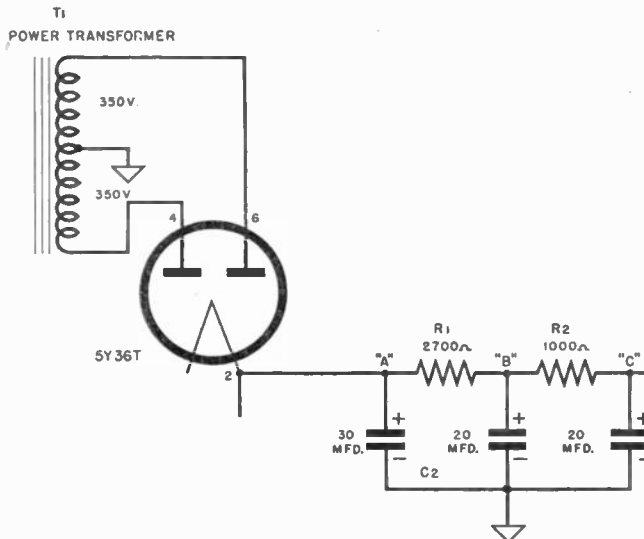 T1
POWER TRANSFORMER
350V.
350V
4
6
5Y36T
2
"A"
R1
2700Ω
"B"
R2
1000Ω
"C"
+
30
MFD.
−
+
20
MFD.
−
+
20
MFD.
−
C2